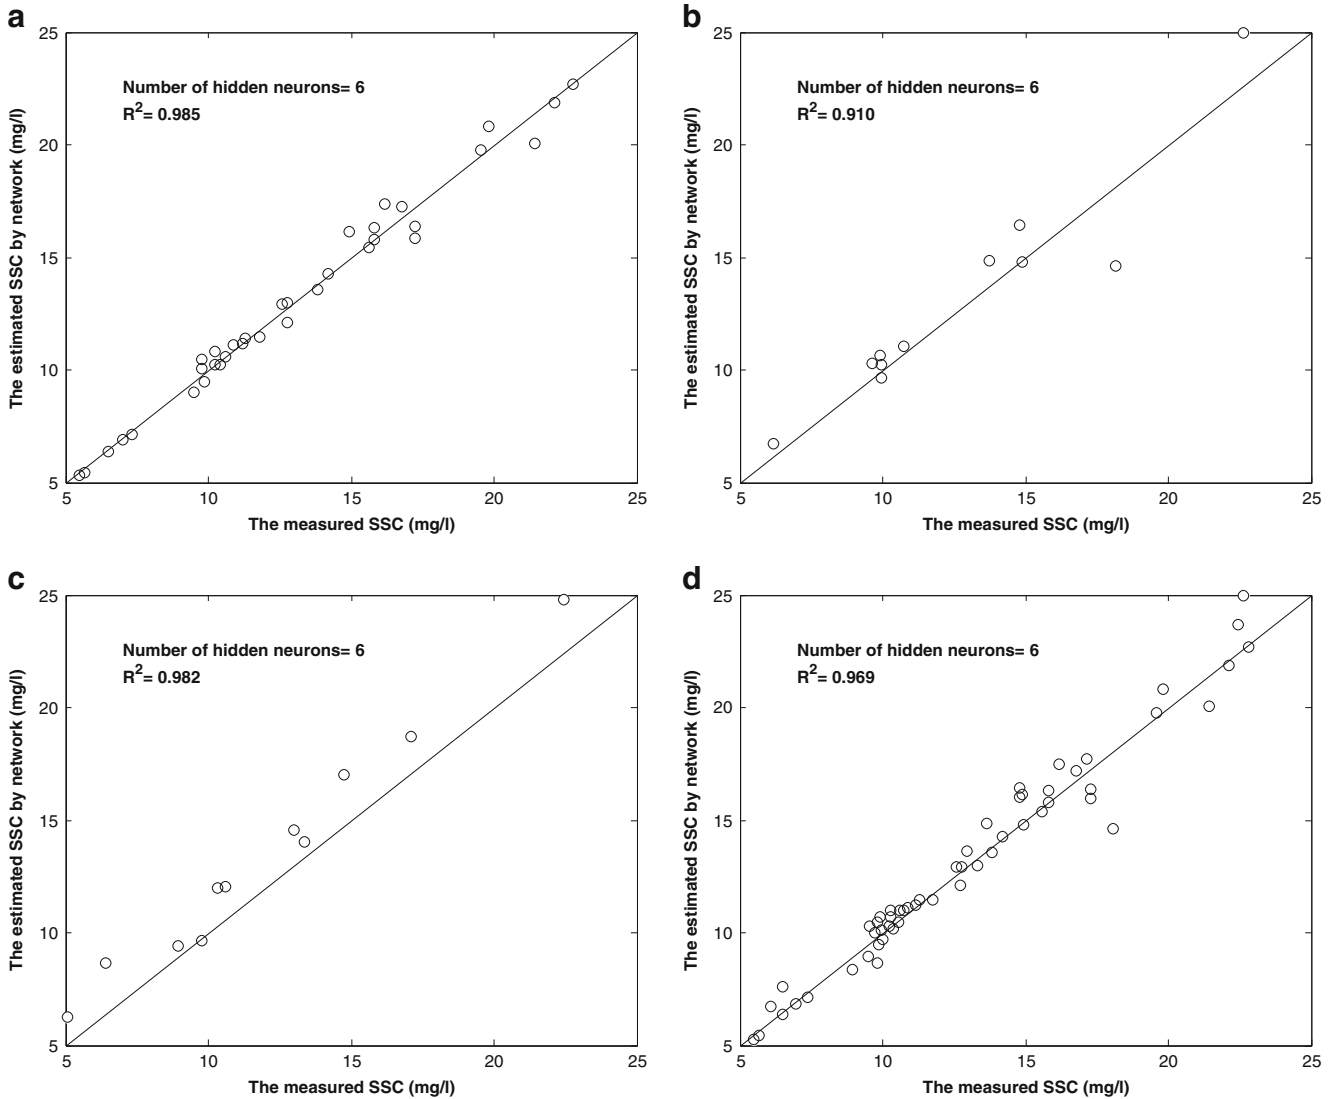 a
25
20
15
10
5
The estimated SSC by network (mg/l)
Number of hidden neurons= 6
R2= 0.985
5
10
15
20
25
The measured SSC (mg/l)
b
25
20
15
10
5
The estimated SSC by network (mg/l)
Number of hidden neurons= 6
R2= 0.910
5
10
15
20
25
The measured SSC (mg/l)
c
25
20
15
10
5
The estimated SSC by network (mg/l)
Number of hidden neurons= 6
R2= 0.982
5
10
15
20
25
The measured SSC (mg/l)
d
25
20
15
10
5
The estimated SSC by network (mg/l)
Number of hidden neurons= 6
R2= 0.969
5
10
15
20
25
The measured SSC (mg/l)